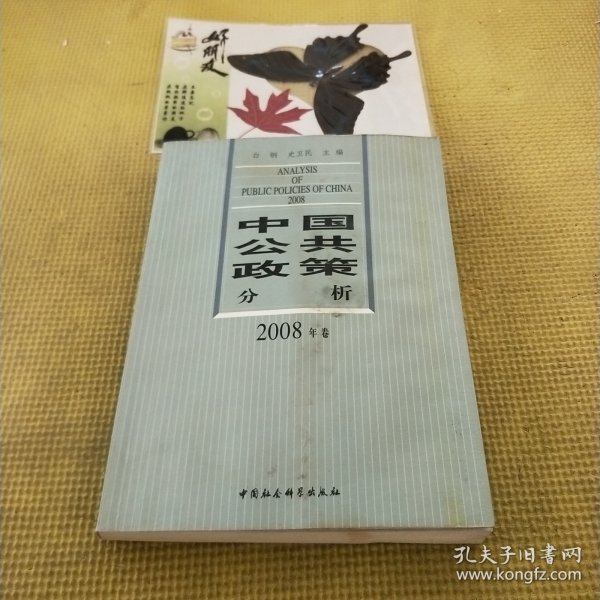 好朋友
白钢 史卫民 主编
ANALYSIS
OF
PUBLIC POLICIES OF CHINA
2008
中国
公共
政策
分析
2008年卷
中国社会科学出版社
孔夫子旧书网
www.kongfz.com